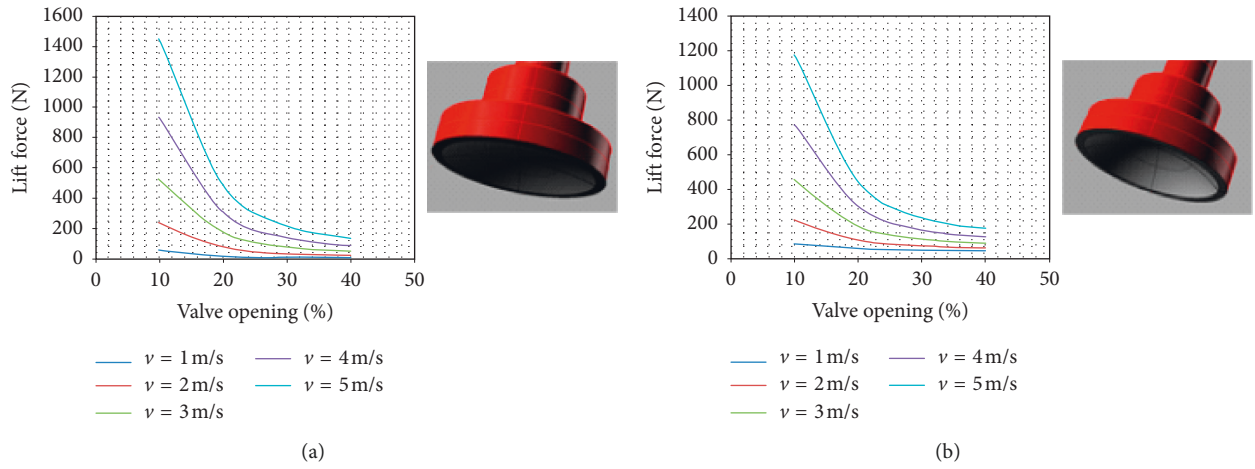 1600
1400
1200
1000
800
600
400
200
0
Lift force (N)
0 10 20 30 40 50
Valve opening (%)
v = 1 m/s
v = 2 m/s
v = 3 m/s
v = 4 m/s
v = 5 m/s
(a)
1400
1200
1000
800
600
400
200
0
Lift force (N)
0 10 20 30 40 50
Valve opening (%)
v = 1 m/s
v = 2 m/s
v = 3 m/s
v = 4 m/s
v = 5 m/s
(b)